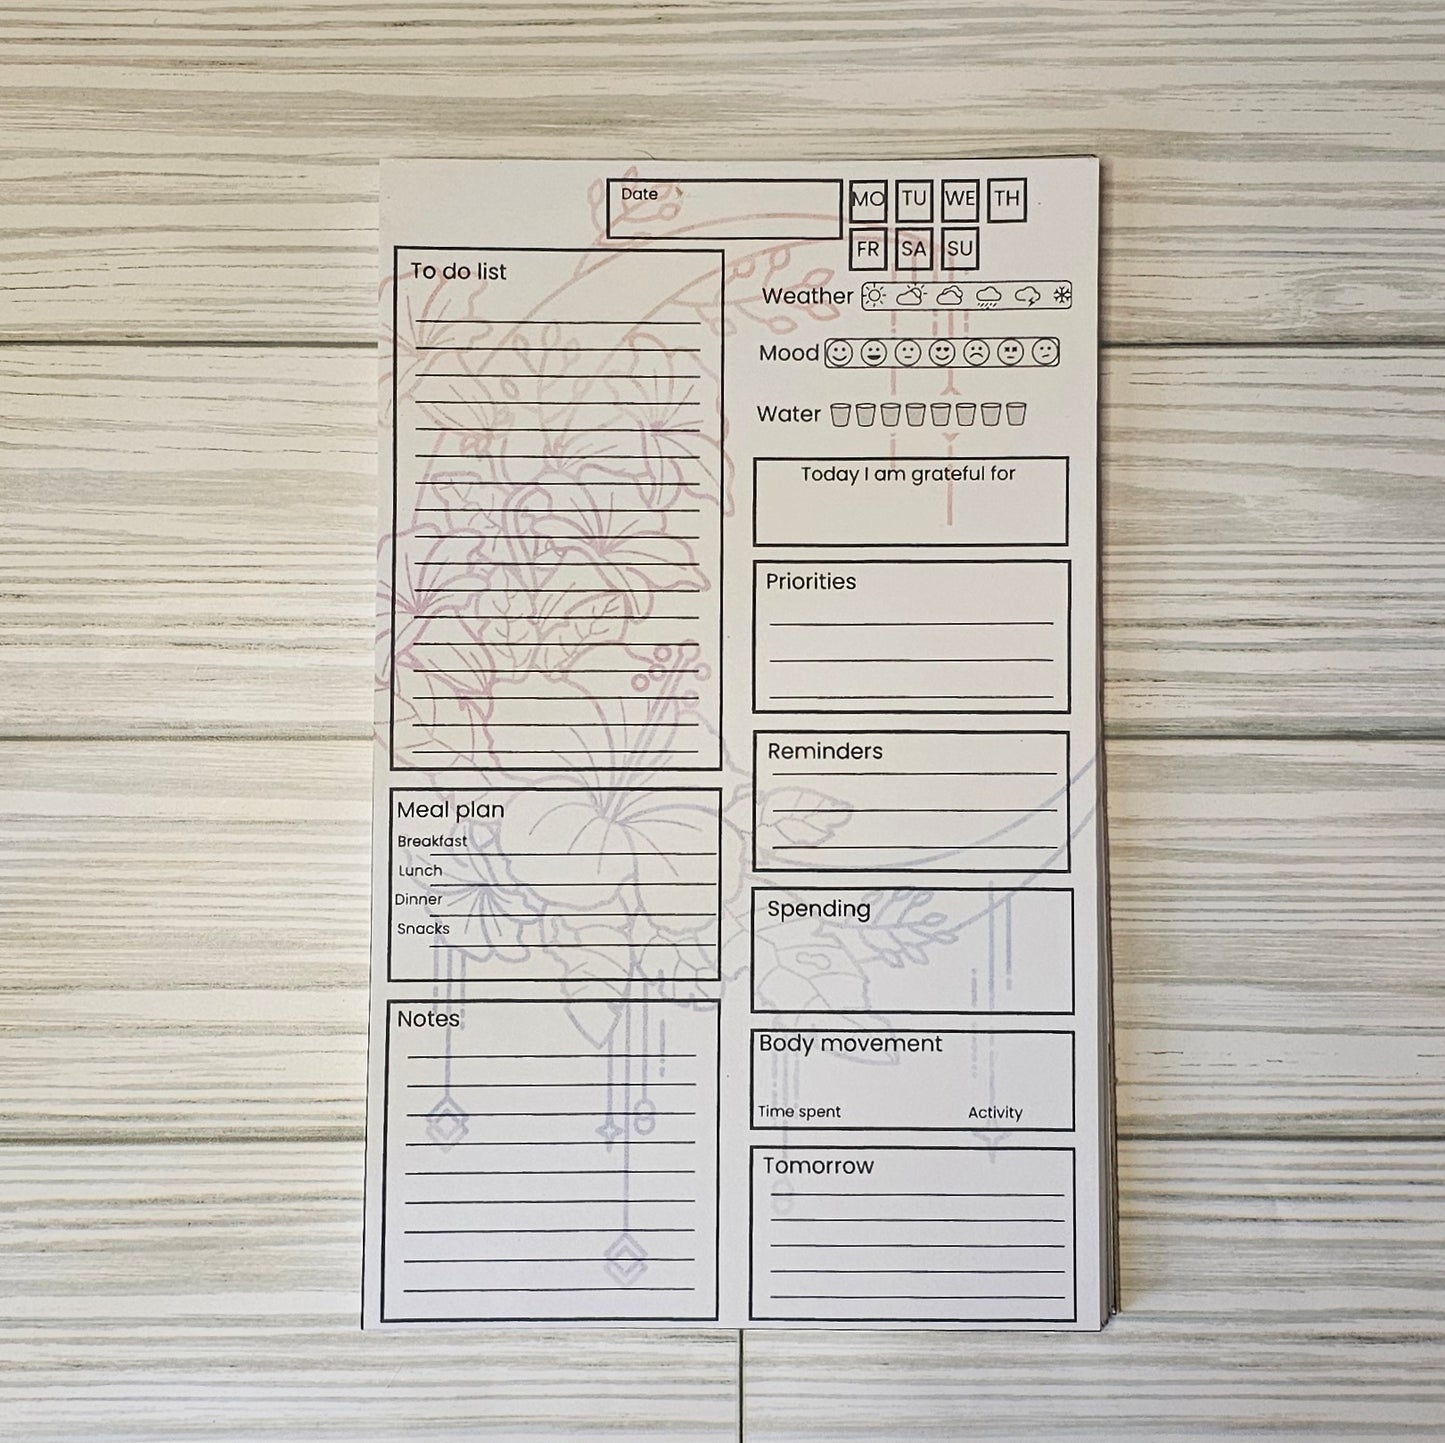 Date
MO TU WE TH
FR SA SU
To do list
Weather
Mood
Water
Today I am grateful for
Priorities
Reminders
Meal plan
Breakfast
Lunch
Dinner
Snacks
Spending
Notes
Body movement
Time spent Activity
Tomorrow